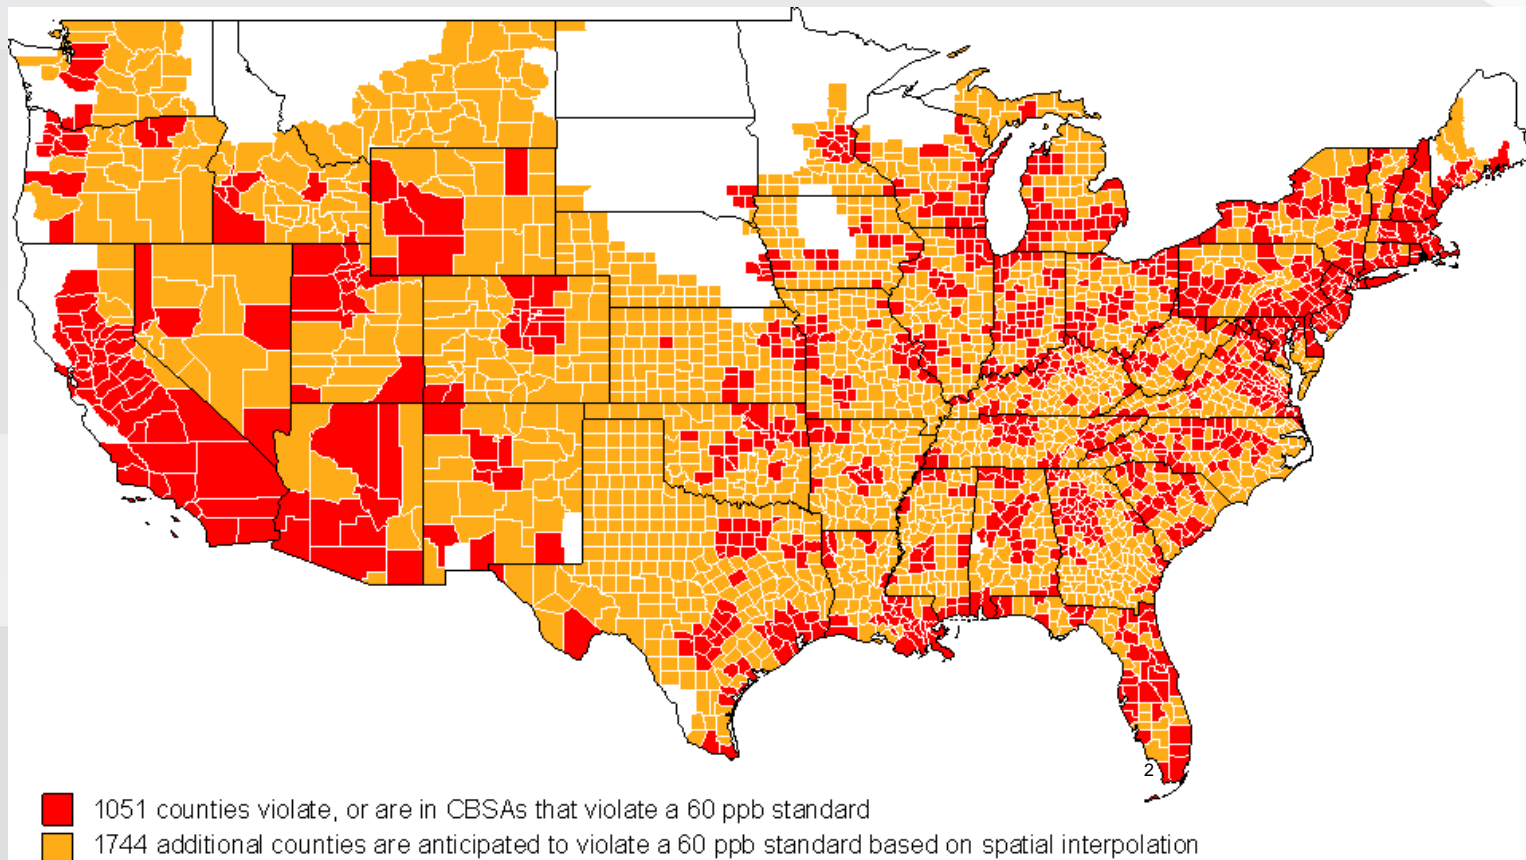 2
1051 counties violate, or are in CBSAs that violate a 60 ppb standard
1744 additional counties are anticipated to violate a 60 ppb standard based on spatial interpolation